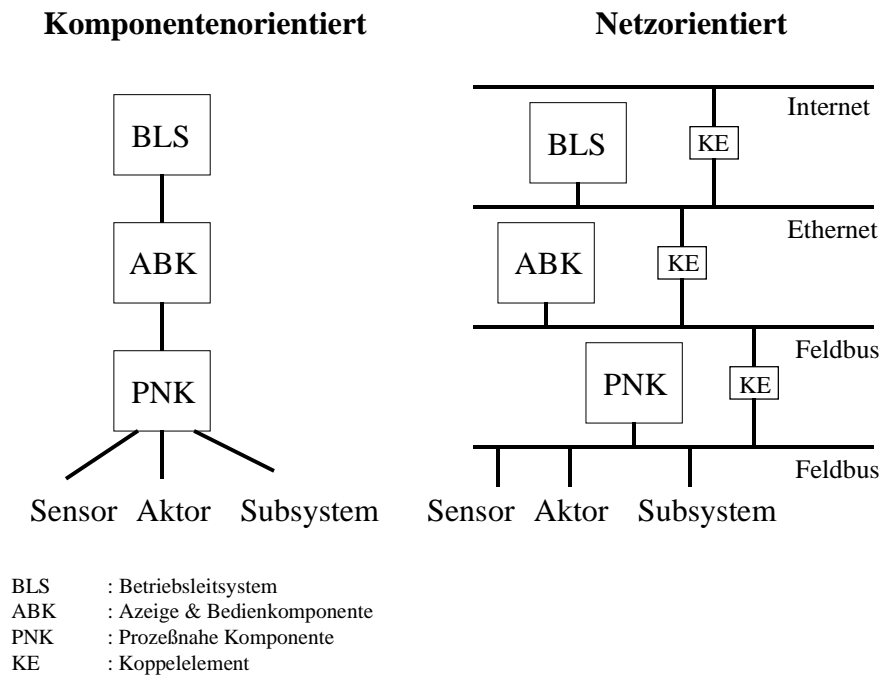 Komponentenorientiert
BLS
ABK
PNK
Sensor Aktor Subsystem
Netzorientiert
Internet
BLS
KE
Ethernet
ABK
KE
Feldbus
PNK
KE
Feldbus
Sensor Aktor Subsystem
BLS : Betriebsleitsystem
ABK : Azeige & Bedienkomponente
PNK : Prozeßnahe Komponente
KE : Koppelelement